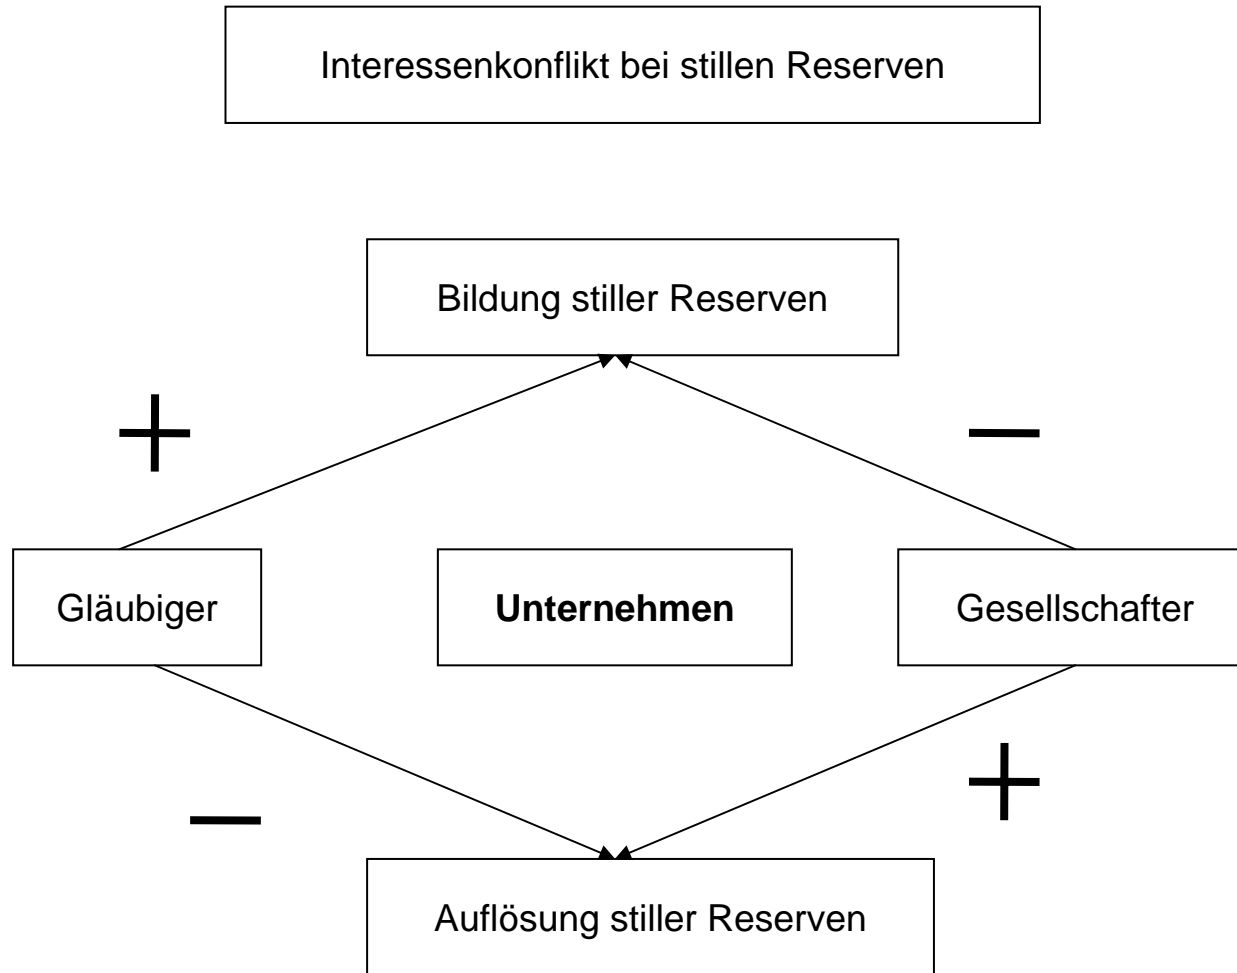 Interessenkonflikt bei stillen Reserven
Bildung stiller Reserven
+
−
Gläubiger
Unternehmen
Gesellschafter
+
−
Auflösung stiller Reserven